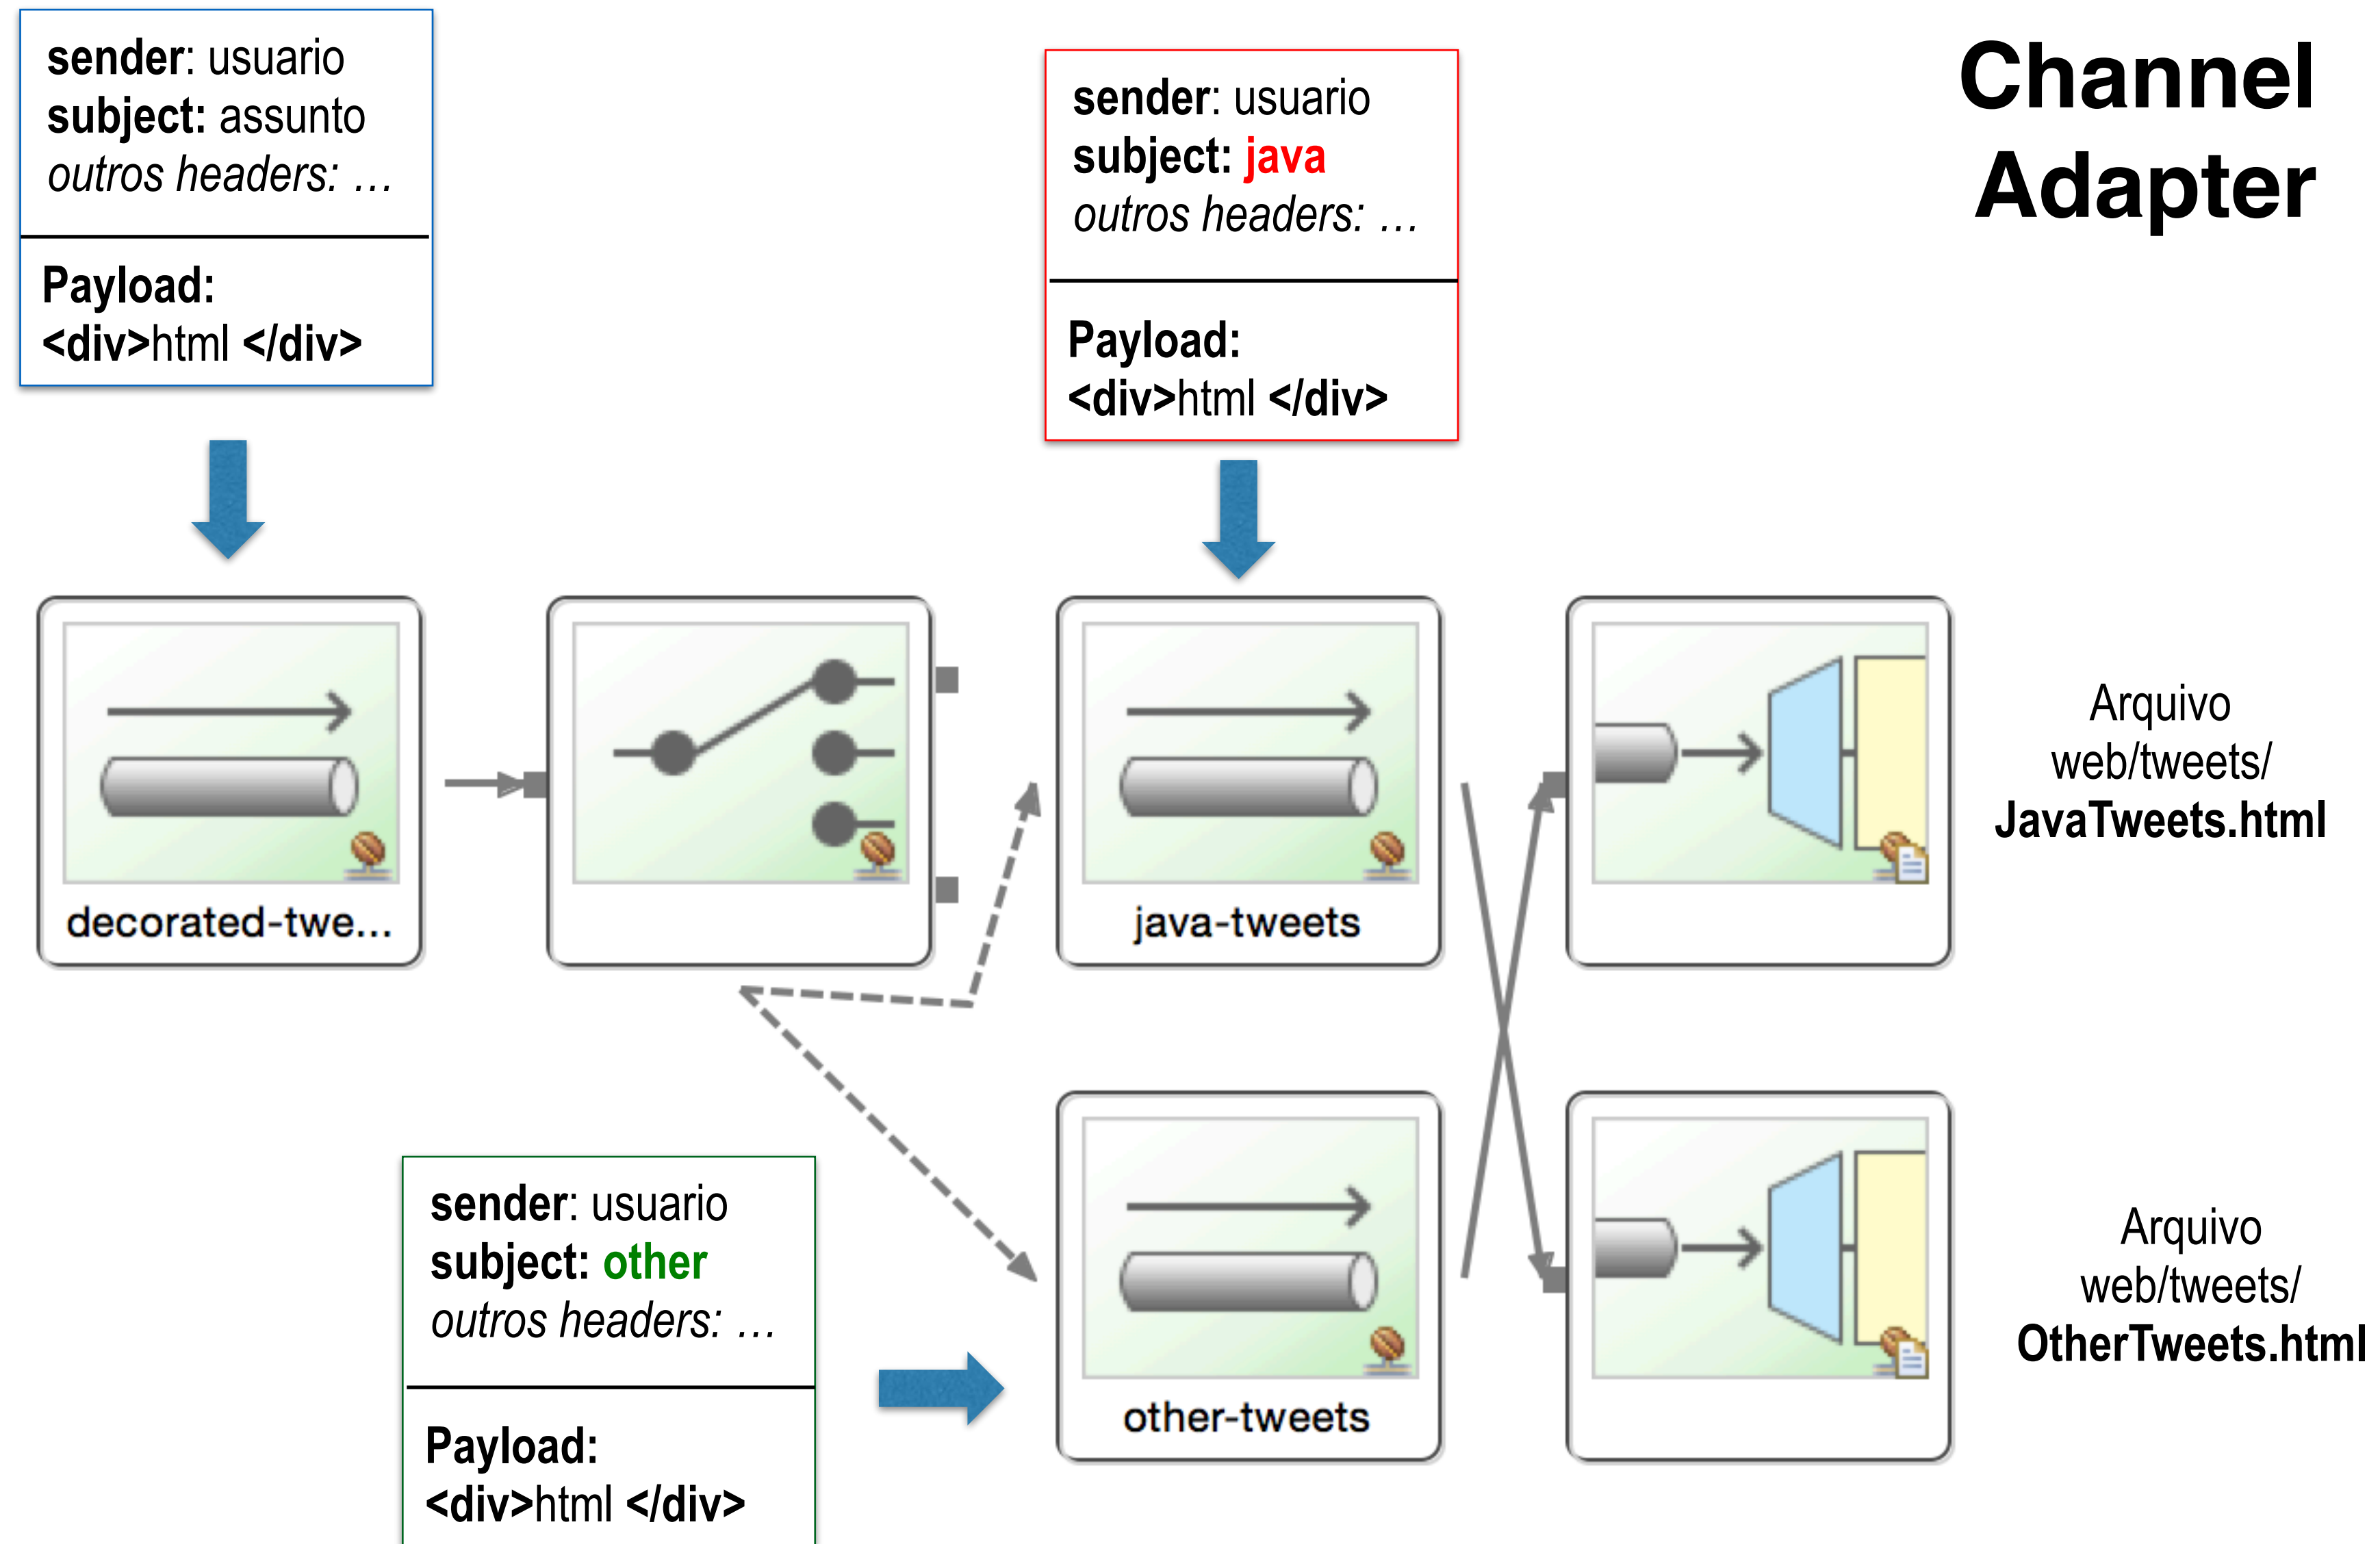 Channel
Adapter
sender: usuario
subject: assunto
outros headers: …
Payload:
<div>html </div>
sender: usuario
subject: java
outros headers: …
Payload:
<div>html </div>
decorated-twe...
java-tweets
Arquivo
web/tweets/
JavaTweets.html
sender: usuario
subject: other
outros headers: …
Payload:
<div>html </div>
other-tweets
Arquivo
web/tweets/
OtherTweets.html